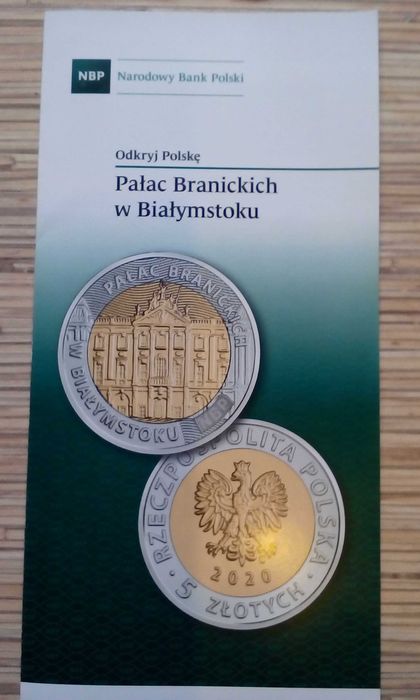 NBP
Narodowy Bank Polski
Odkryj Polskę
Pałac Branickich
w Białymstoku
PAŁAC BRANICKICH
W BIAŁYMSTOKU
RZECZPOSPOLITA POLSKA
2020
5 ZŁOTYCH